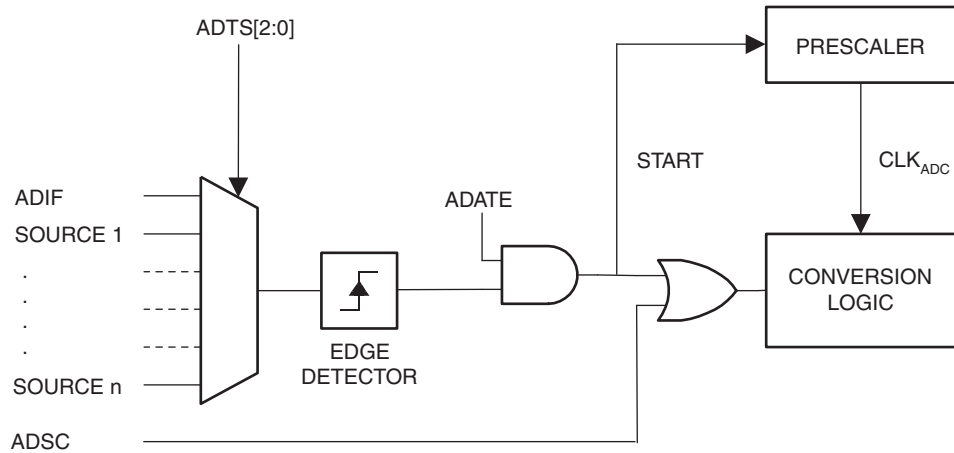 ADTS[2:0]
PRESCALER
START
CLKADC
ADIF
ADATE
SOURCE 1
.
.
.
.
CONVERSION
LOGIC
EDGE
DETECTOR
SOURCE n
ADSC